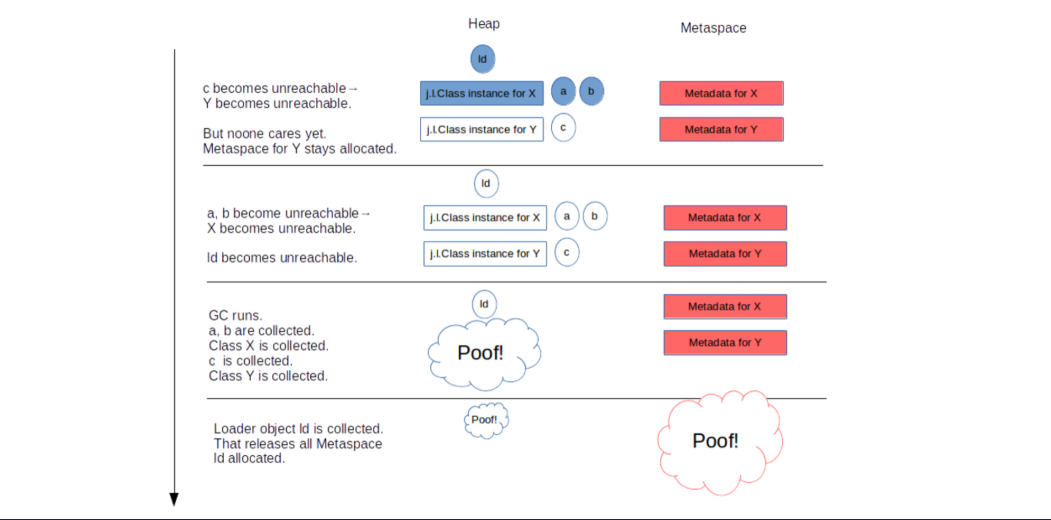 Heap
Metaspace
ld
c becomes unreachable→
Y becomes unreachable.
j.l.Class instance for X
a
b
Metadata for X
But noone cares yet.
Metaspace for Y stays allocated.
j.l.Class instance for Y
c
Metadata for Y
ld
a, b become unreachable→
X becomes unreachable.
j.l.Class instance for X
a
b
Metadata for X
ld becomes unreachable.
j.l.Class instance for Y
c
Metadata for Y
ld
Metadata for X
GC runs.
a, b are collected.
Class X is collected.
c is collected.
Class Y is collected.
Poof!
Metadata for Y
Loader object ld is collected.
That releases all Metaspace
ld allocated.
Poof!
Poof!